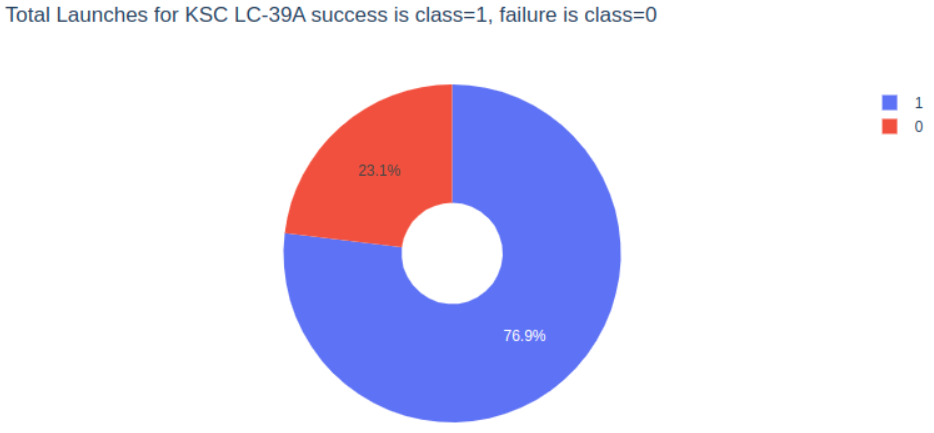 Total Launches for KSC LC-39A success is class=1, failure is class=0
1
0
23.1%
76.9%